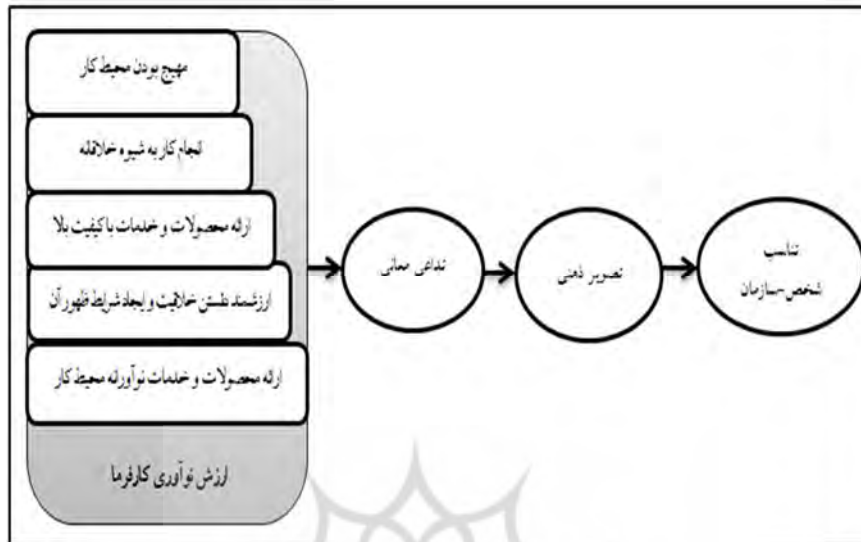 مهیج بودن محیط کار
انجام کار به شیوه خلاقانه
ارائه محصولات و خدمات با کیفیت بالا
ارزشمند دانستن خلاقیت و ایجاد شرایط ظهور آن
ارائه محصولات و خدمات نوآورانه محیط کار
ارزش نوآوری کارفرما
تداعی معانی
تصویر ذهنی
تناسب
شخص-سازمان